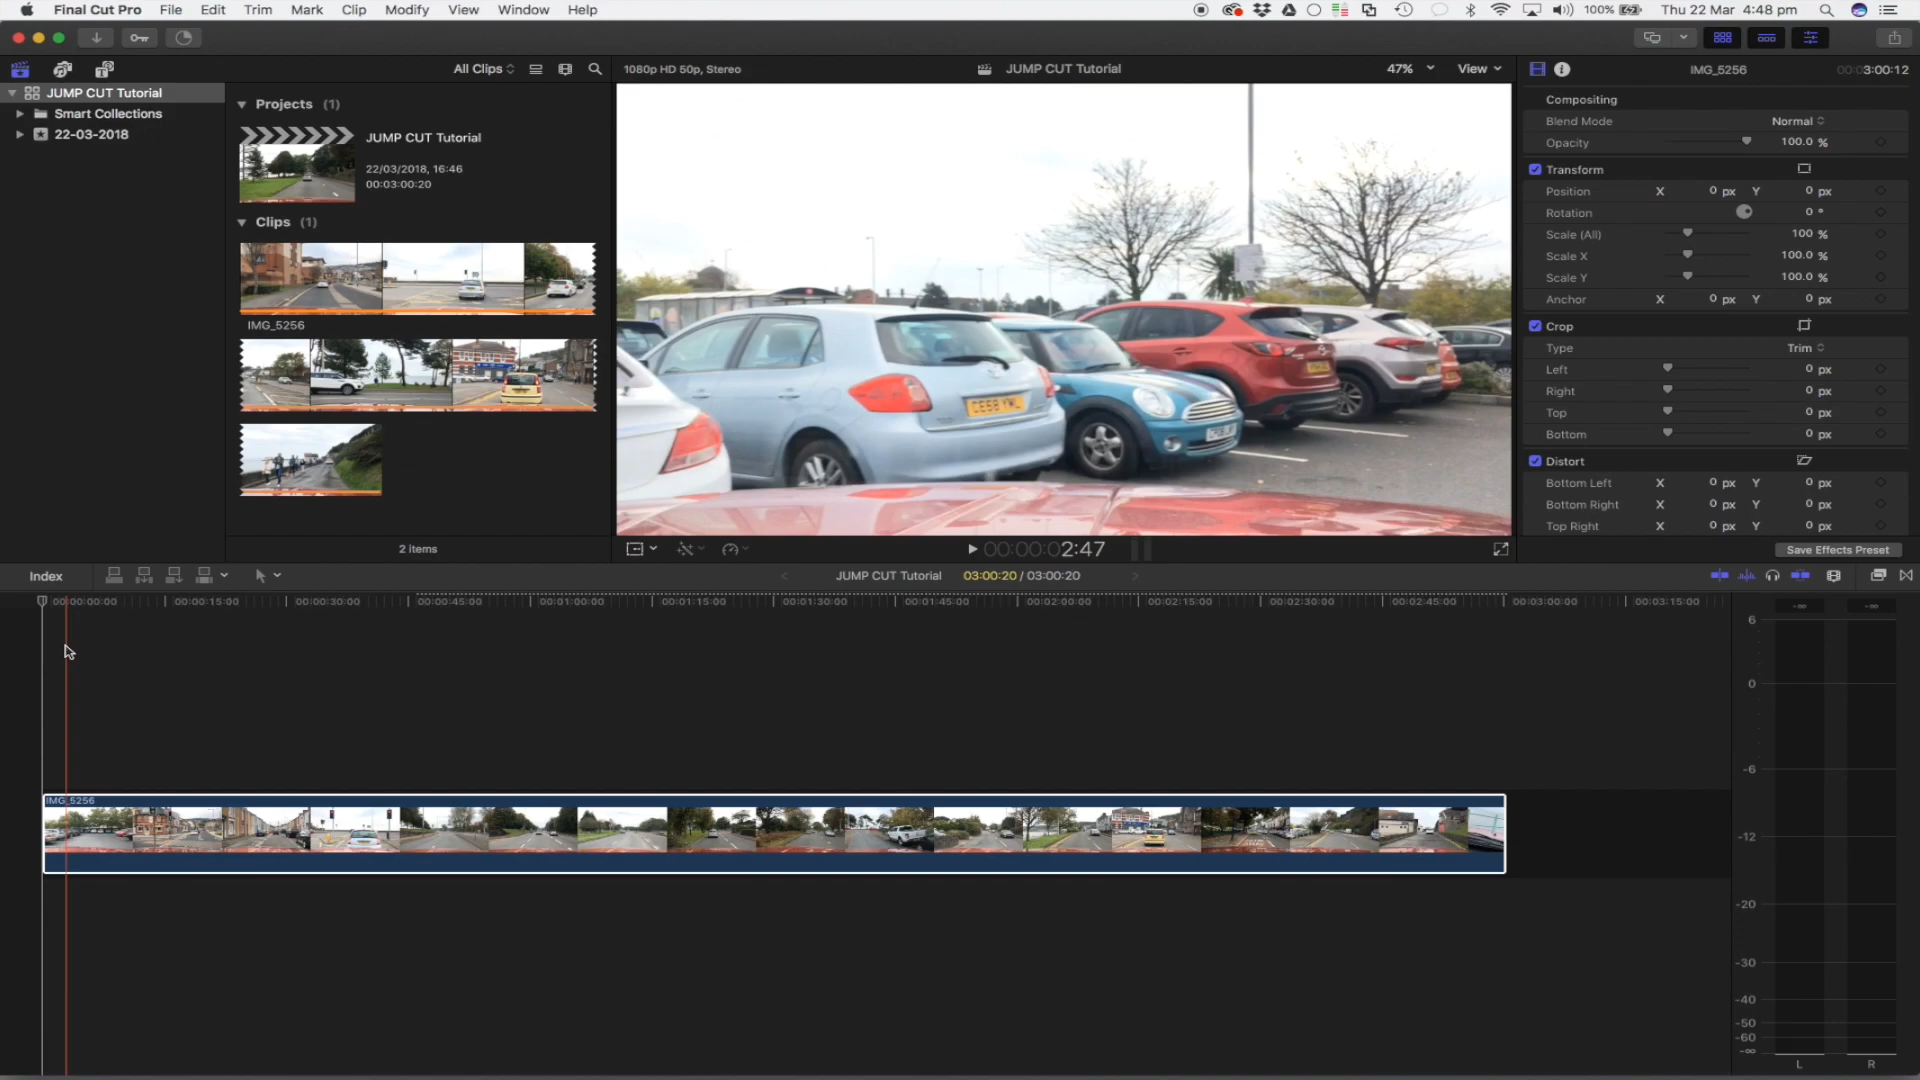 Final Cut Pro File Edit Trim Mark Clip Modify View Window Help 100% Thu 22 Mar 4:48 pm
All Clips 1080p HD 50p, Stereo JUMP CUT Tutorial 47% View IMG_5256 00:03:00:12
JUMP CUT Tutorial
Smart Collections
22-03-2018
Projects (1)
JUMP CUT Tutorial
22/03/2018, 16:46
00:03:00:20
Clips (1)
IMG_5256
2 items
CE58 YWL
00:00:02:47
Compositing
Blend Mode Normal
Opacity 100.0 %
Transform
Position X 0 px Y 0 px
Rotation 0 °
Scale (All) 100 %
Scale X 100.0 %
Scale Y 100.0 %
Anchor X 0 px Y 0 px
Crop
Type Trim
Left 0 px
Right 0 px
Top 0 px
Bottom 0 px
Distort
Bottom Left X 0 px Y 0 px
Bottom Right X 0 px Y 0 px
Top Right X 0 px Y 0 px
Save Effects Preset
Index JUMP CUT Tutorial 03:00:20 / 03:00:20
00:00:00:00 00:00:15:00 00:00:30:00 00:00:45:00 00:01:00:00 00:01:15:00 00:01:30:00 00:01:45:00 00:02:00:00 00:02:15:00 00:02:30:00 00:02:45:00 00:03:00:00 00:03:15:00
IMG_5256
-∞ -∞
6
0
-6
-12
-20
-30
-40
-50
-60
-∞
L R